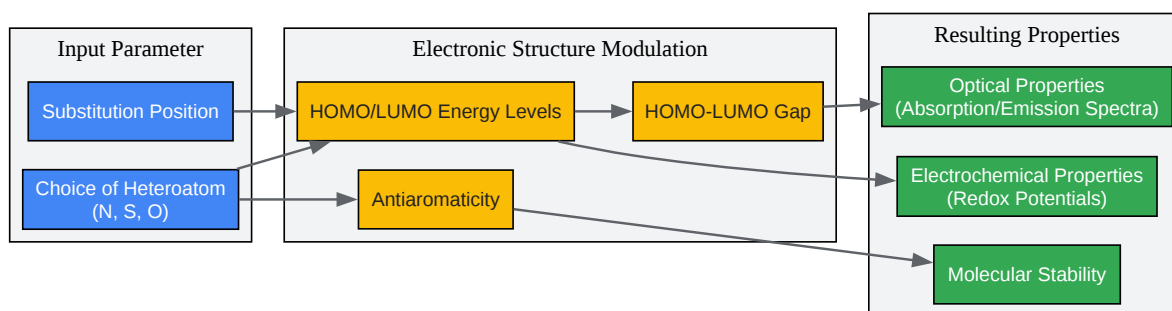 Input Parameter
Substitution Position
Choice of Heteroatom
(N, S, O)
Electronic Structure Modulation
HOMO/LUMO Energy Levels
HOMO-LUMO Gap
Antiaromaticity
Resulting Properties
Optical Properties
(Absorption/Emission Spectra)
Electrochemical Properties
(Redox Potentials)
Molecular Stability